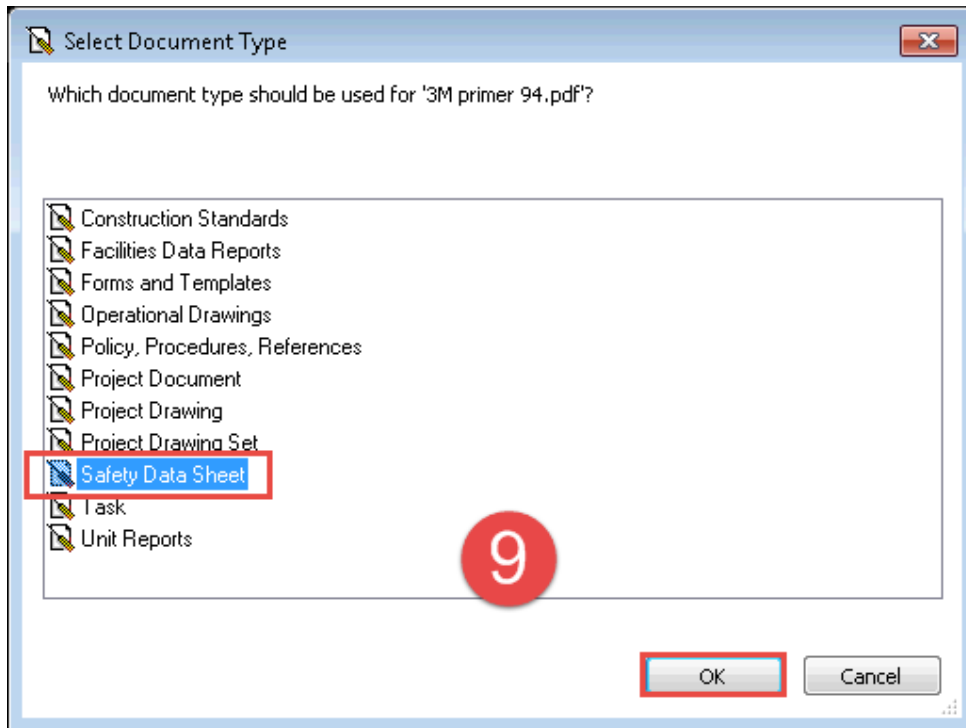 Select Document Type
Which document type should be used for '3M primer 94.pdf'?
Construction Standards
Facilities Data Reports
Forms and Templates
Operational Drawings
Policy, Procedures, References
Project Document
Project Drawing
Project Drawing Set
Safety Data Sheet
Task
Unit Reports
9
OK
Cancel